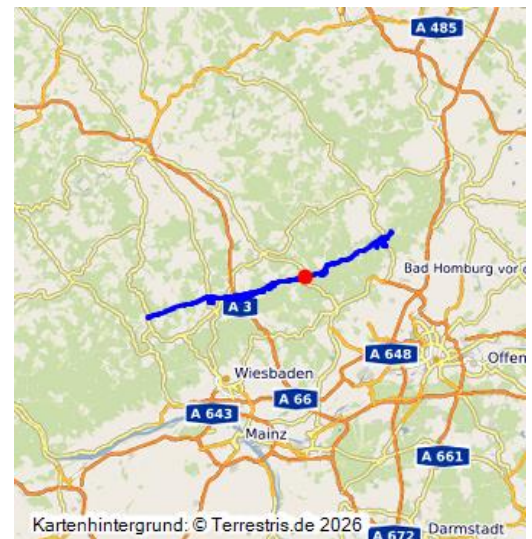 A 485
Bad Homburg vor d
A 3
A 648
Offen
Wiesbaden
A 66
A 643
Mainz
A 661
Kartenhintergrund: © Terrestris.de 2026
A 672
Darmstadt